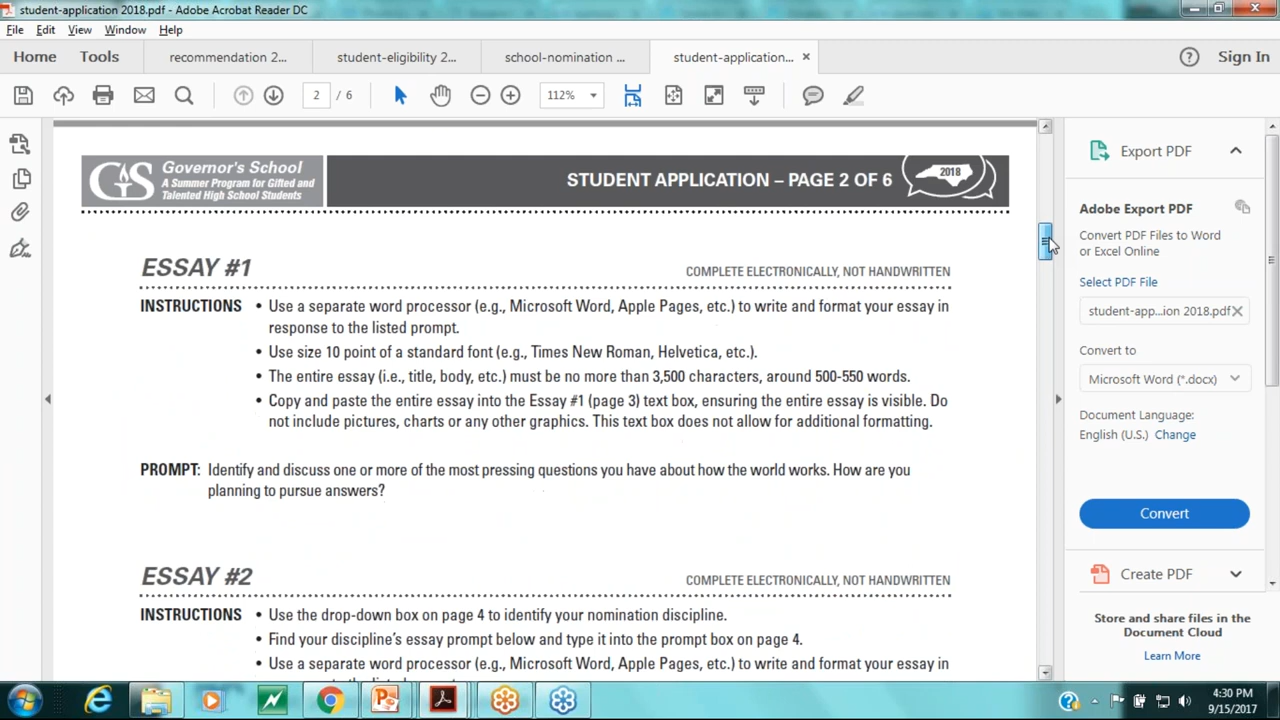 student-application 2018.pdf - Adobe Acrobat Reader DC
File Edit View Window Help
Home Tools recommendation 2... student-eligibility 2... school-nomination ... student-application... × Sign In
2 / 6 112%
GS Governor's School
A Summer Program for Gifted and
Talented High School Students
STUDENT APPLICATION – PAGE 2 OF 6
2018
ESSAY #1 COMPLETE ELECTRONICALLY, NOT HANDWRITTEN
INSTRUCTIONS • Use a separate word processor (e.g., Microsoft Word, Apple Pages, etc.) to write and format your essay in
response to the listed prompt.
• Use size 10 point of a standard font (e.g., Times New Roman, Helvetica, etc.).
• The entire essay (i.e., title, body, etc.) must be no more than 3,500 characters, around 500-550 words.
• Copy and paste the entire essay into the Essay #1 (page 3) text box, ensuring the entire essay is visible. Do
not include pictures, charts or any other graphics. This text box does not allow for additional formatting.
PROMPT: Identify and discuss one or more of the most pressing questions you have about how the world works. How are you
planning to pursue answers?
ESSAY #2 COMPLETE ELECTRONICALLY, NOT HANDWRITTEN
INSTRUCTIONS • Use the drop-down box on page 4 to identify your nomination discipline.
• Find your discipline's essay prompt below and type it into the prompt box on page 4.
• Use a separate word processor (e.g., Microsoft Word, Apple Pages, etc.) to write and format your essay in
Export PDF
Adobe Export PDF
Convert PDF Files to Word
or Excel Online
Select PDF File
student-app...ion 2018.pdf
Convert to
Microsoft Word (*.docx)
Document Language:
English (U.S.) Change
Convert
Create PDF
Store and share files in the
Document Cloud
Learn More
4:30 PM
9/15/2017